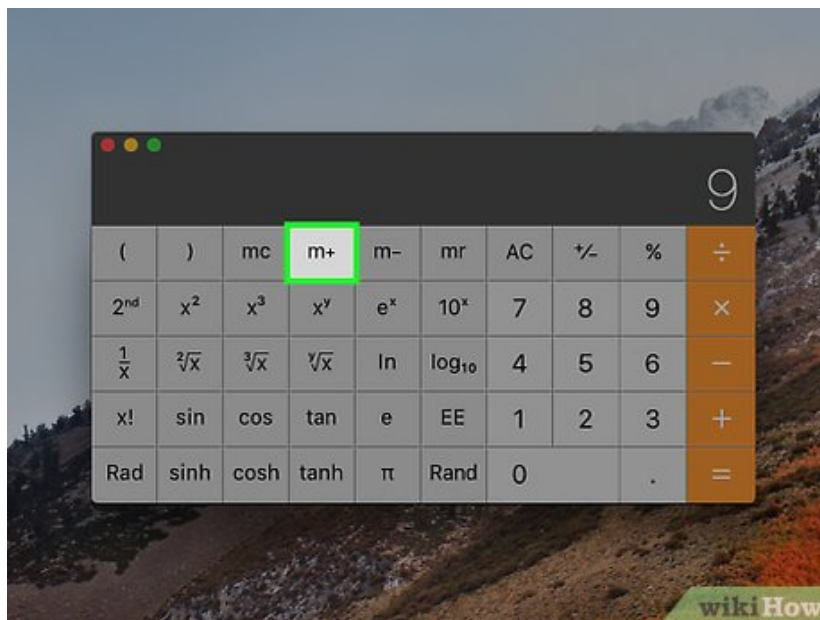 9
( ) mc m+ m− mr AC ⁺∕₋ % ÷
2ⁿᵈ x² x³ xʸ eˣ 10ˣ 7 8 9 ×
1/x ²√x ³√x ʸ√x ln log₁₀ 4 5 6 −
x! sin cos tan e EE 1 2 3 +
Rad sinh cosh tanh π Rand 0 . =
wikiHow